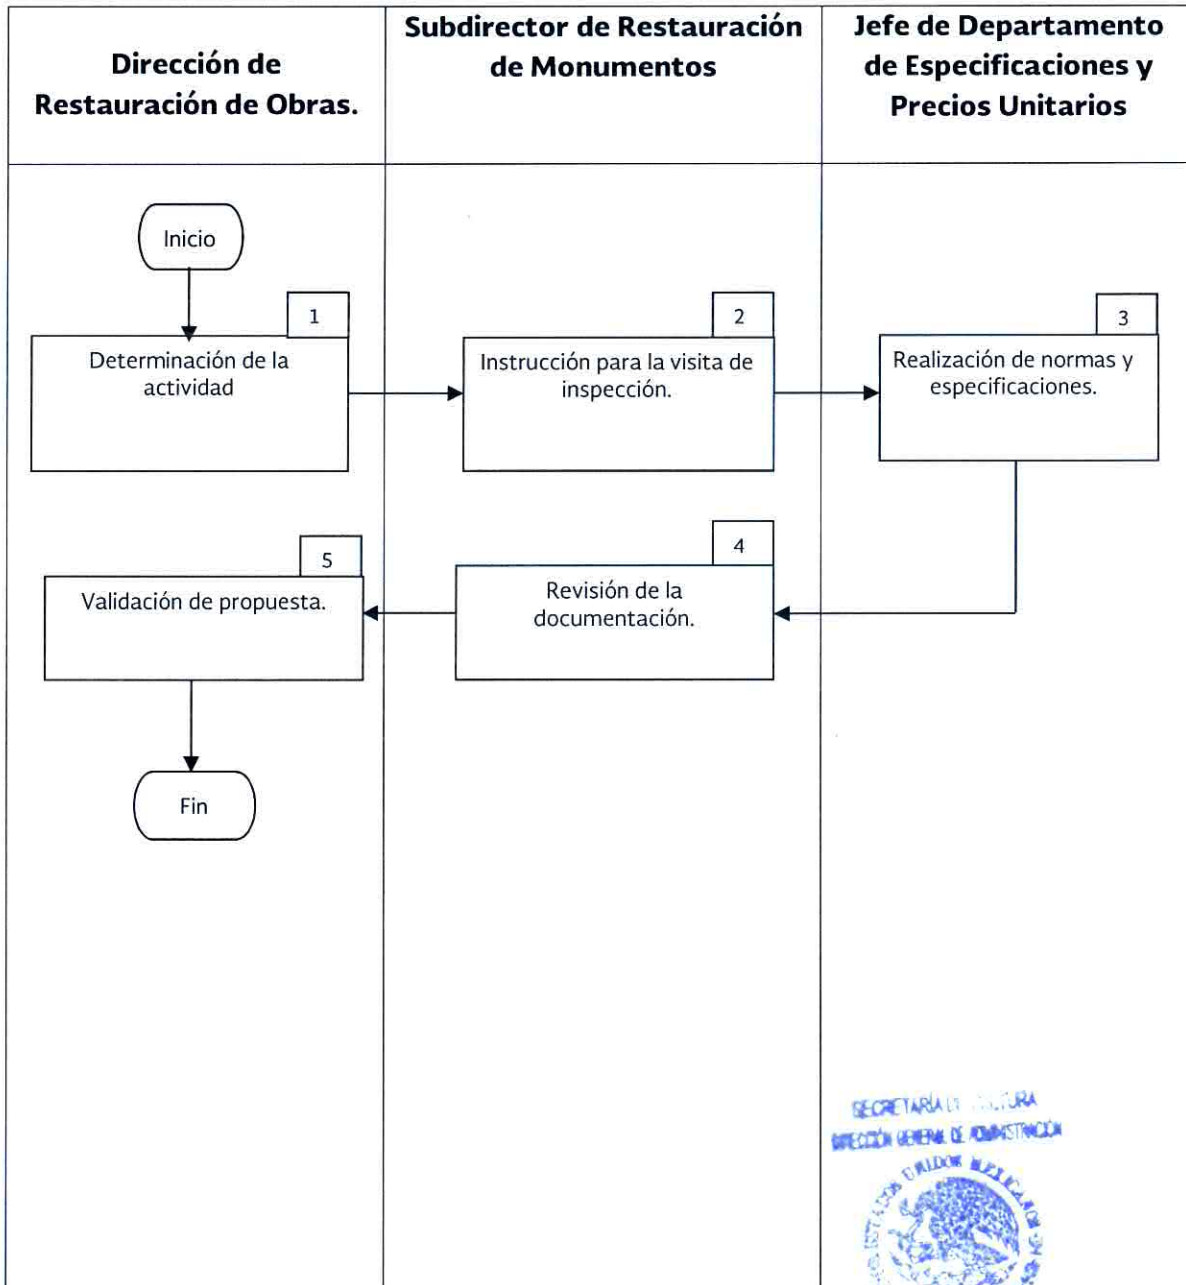 Dirección de
Restauración de Obras.
Subdirector de Restauración
de Monumentos
Jefe de Departamento
de Especificaciones y
Precios Unitarios
Inicio
1
Determinación de la
actividad
2
Instrucción para la visita de
inspección.
3
Realización de normas y
especificaciones.
4
Revisión de la
documentación.
5
Validación de propuesta.
Fin
SECRETARÍA
DIRECCIÓN GENERAL DE ADMINISTRACIÓN
UNIDOS MEXICANOS